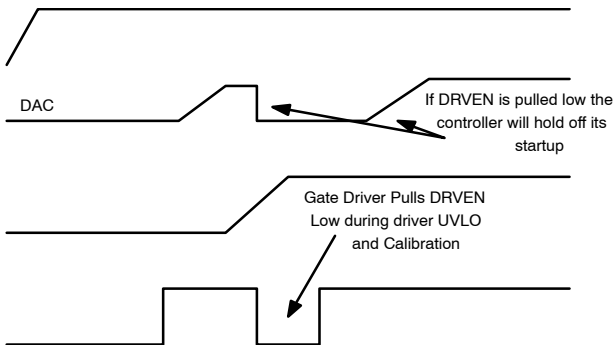 DAC
If DRVEN is pulled low the
controller will hold off its
startup
Gate Driver Pulls DRVEN
Low during driver UVLO
and Calibration